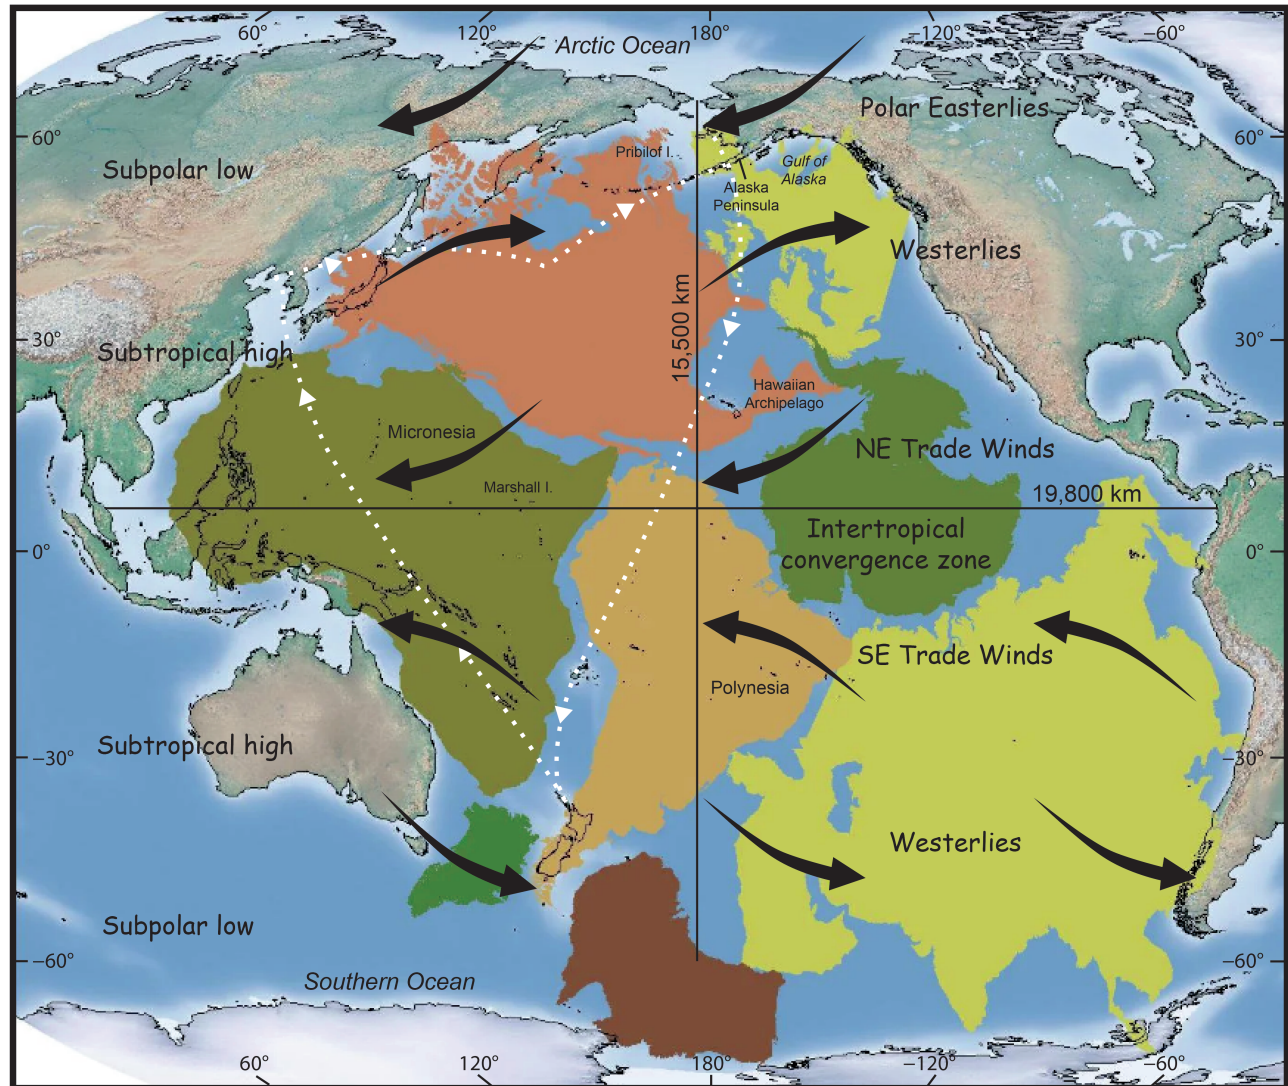 60°
120°
180°
−120°
−60°
Arctic Ocean
Polar Easterlies
60°
60°
Subpolar low
Pribilof I.
Gulf of
Alaska
Alaska
Peninsula
Westerlies
15,500 km
30°
30°
Subtropical high
Hawaiian
Archipelago
Micronesia
NE Trade Winds
Marshall I.
19,800 km
Intertropical
convergence zone
0°
0°
SE Trade Winds
Polynesia
Subtropical high
−30°
−30°
Westerlies
Subpolar low
−60°
−60°
Southern Ocean
60°
120°
180°
−120°
−60°